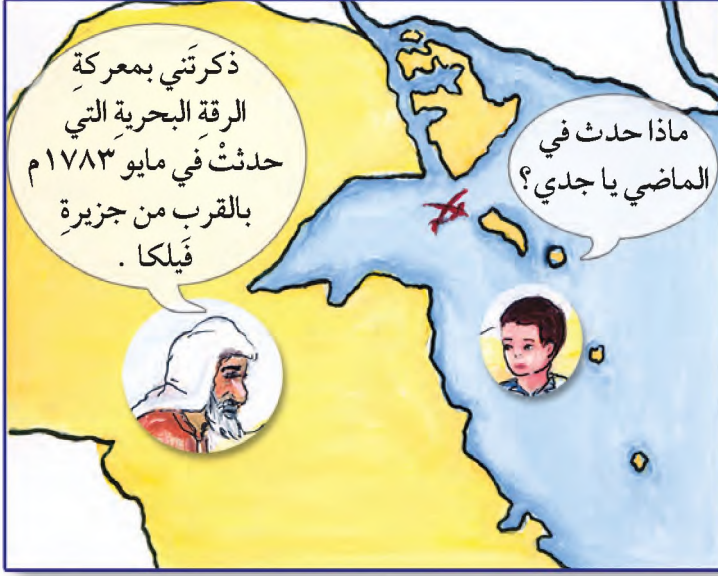 ماذا حدث في
الماضي يا جدي؟
ذكرتَني بمعركةِ
الرقةِ البحريةِ التي
حدثتْ في مايو ١٧٨٣م
بالقرب من جزيرةِ
فَيلكا .